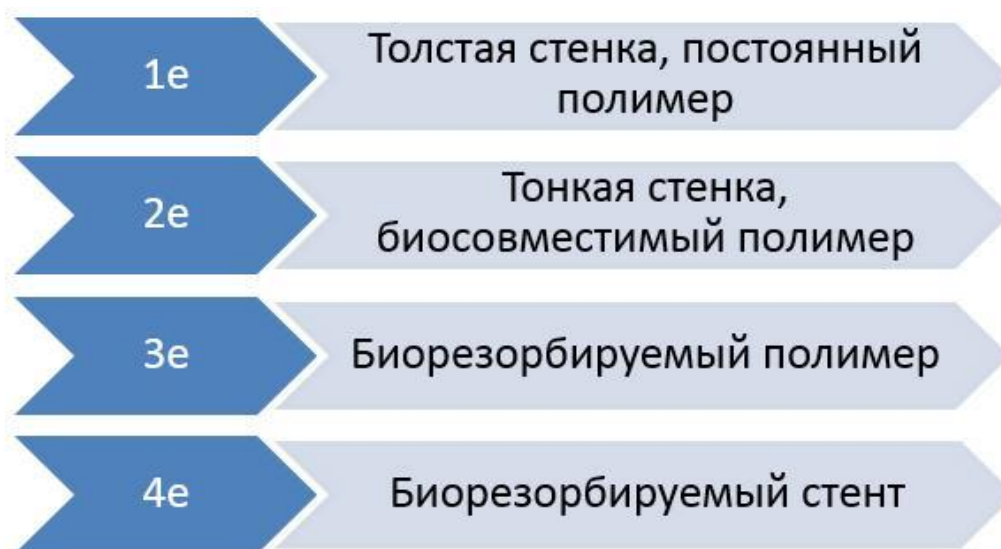 1е
Толстая стенка, постоянный
полимер
2е
Тонкая стенка,
биосовместимый полимер
3е
Биорезорбируемый полимер
4е
Биорезорбируемый стент